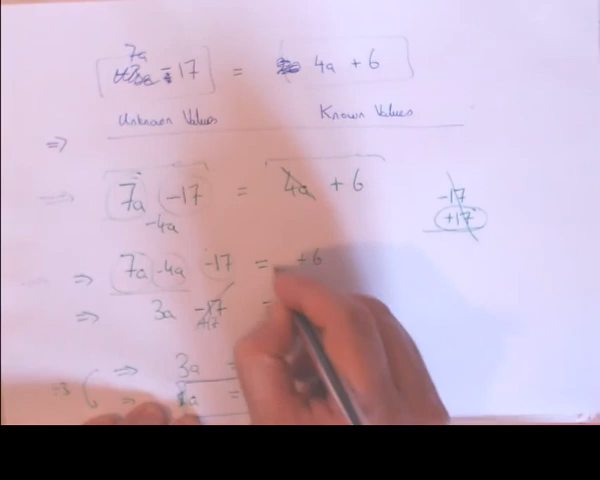 7a
-17 = 4a + 6
Unknown Values Known Values
⇒
⇒ 7a -17 = 4a + 6
-4a
-17
+17
⇒ 7a -4a -17 = +6
⇒ 3a -17
+17
⇒ 3a =
÷3 ⇒ a =